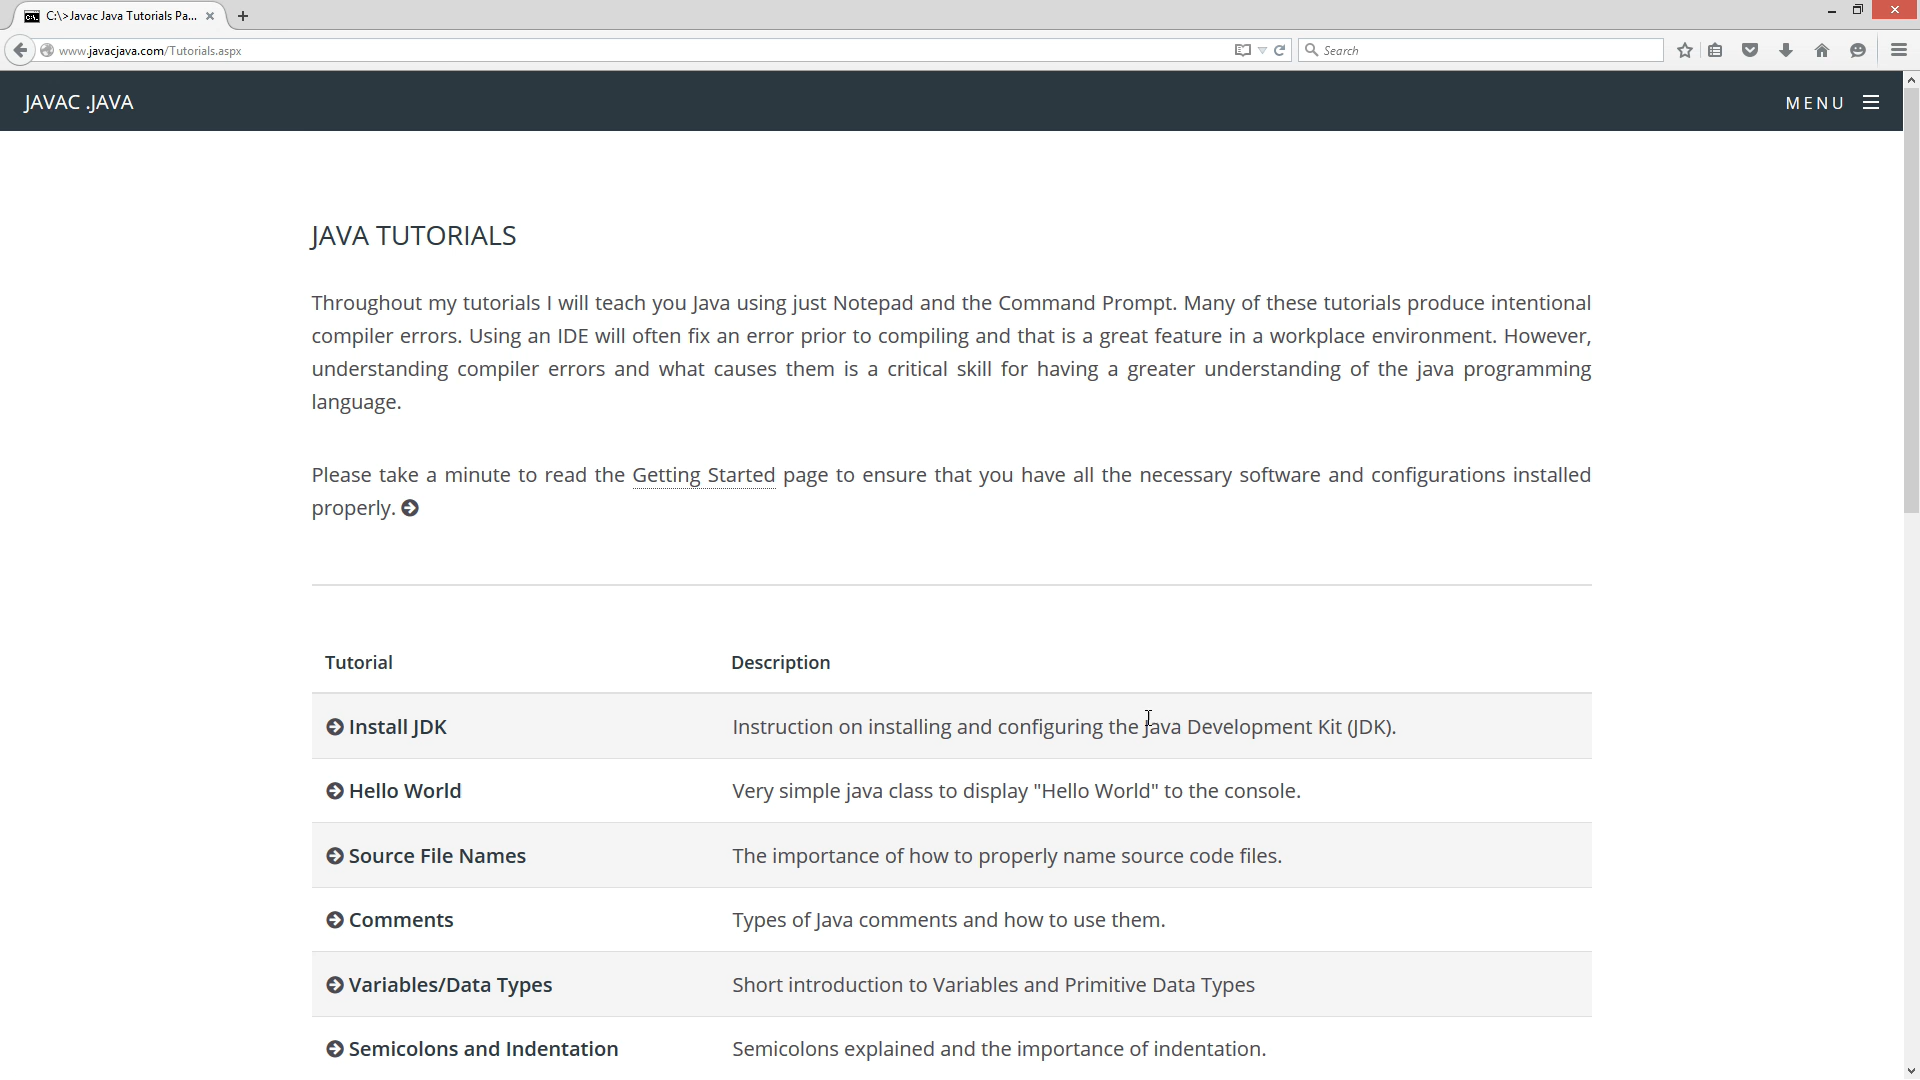 C:\>Javac Java Tutorials Pa...
www.javacjava.com/Tutorials.aspx
Search
JAVAC .JAVA
MENU
JAVA TUTORIALS
Throughout my tutorials I will teach you Java using just Notepad and the Command Prompt. Many of these tutorials produce intentional
compiler errors. Using an IDE will often fix an error prior to compiling and that is a great feature in a workplace environment. However,
understanding compiler errors and what causes them is a critical skill for having a greater understanding of the java programming
language.
Please take a minute to read the Getting Started page to ensure that you have all the necessary software and configurations installed
properly.
Tutorial Description
Install JDK Instruction on installing and configuring the Java Development Kit (JDK).
Hello World Very simple java class to display "Hello World" to the console.
Source File Names The importance of how to properly name source code files.
Comments Types of Java comments and how to use them.
Variables/Data Types Short introduction to Variables and Primitive Data Types
Semicolons and Indentation Semicolons explained and the importance of indentation.